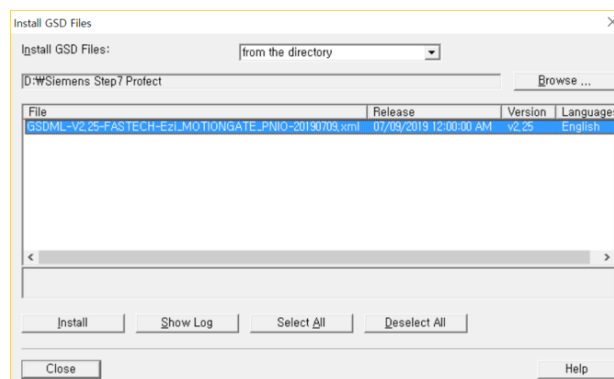 Install GSD Files
Install GSD Files:
from the directory
D:₩Siemens Step7 Profect
Browse ...
File Release Version Languages
GSDML-V2,25-FASTECH-Ezi_MOTIONGATE_PNIO-20190709,xml 07/09/2019 12:00:00 AM v2,25 English
Install Show Log Select All Deselect All
Close Help